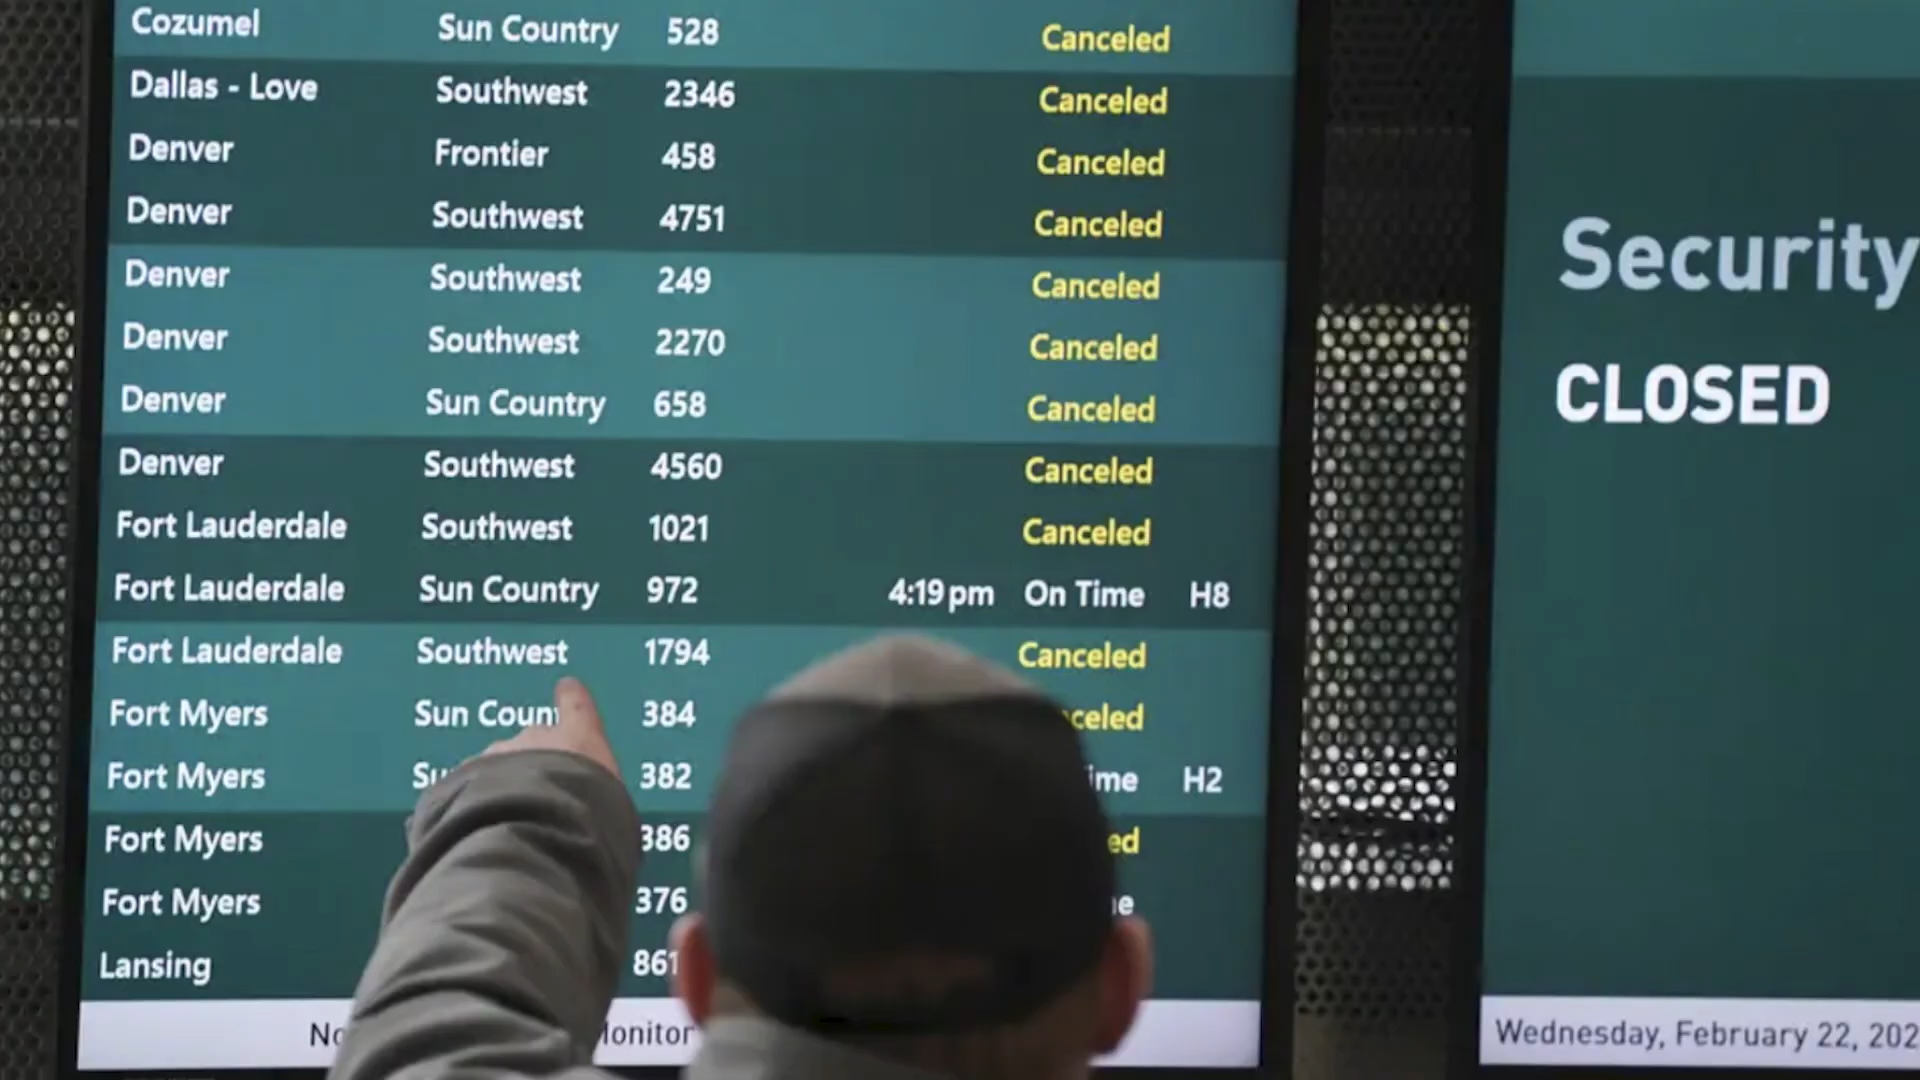 Cozumel Sun Country 528 Canceled
Dallas - Love Southwest 2346 Canceled
Denver Frontier 458 Canceled
Denver Southwest 4751 Canceled
Denver Southwest 249 Canceled
Denver Southwest 2270 Canceled
Denver Sun Country 658 Canceled
Denver Southwest 4560 Canceled
Fort Lauderdale Southwest 1021 Canceled
Fort Lauderdale Sun Country 972 4:19 pm On Time H8
Fort Lauderdale Southwest 1794 Canceled
Fort Myers Sun 384
Fort Myers 382 H2
Fort Myers 386
Fort Myers 376
Lansing 861
Security
CLOSED
Wednesday, February 22,